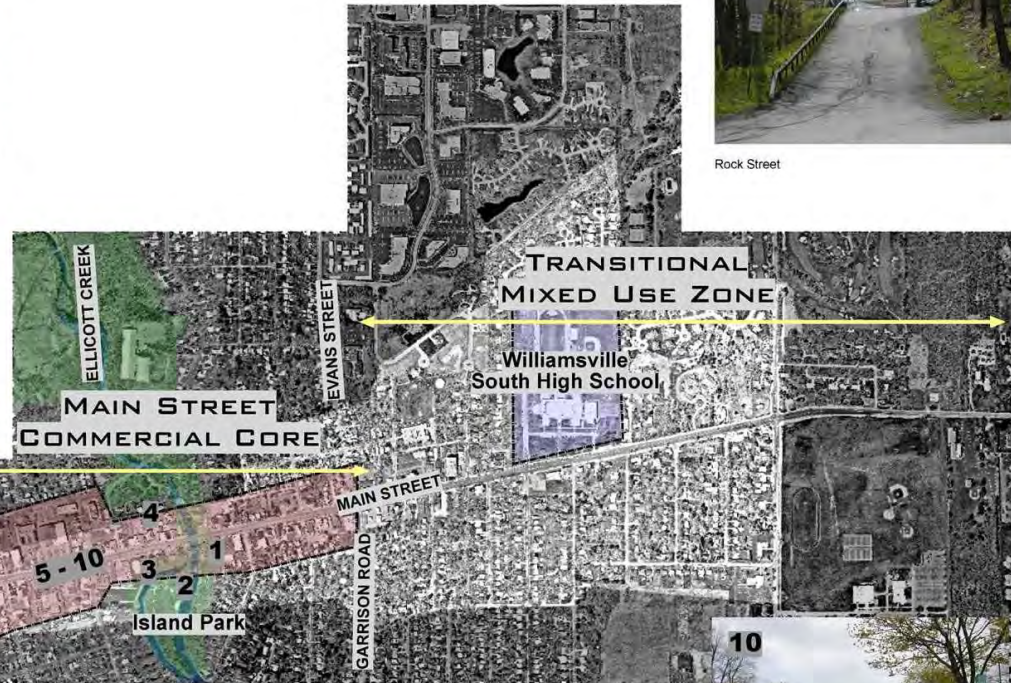 Rock Street
TRANSITIONAL
MIXED USE ZONE
ELLICOTT CREEK
EVANS STREET
Williamsville
South High School
MAIN STREET
COMMERCIAL CORE
MAIN STREET
4
1
5 - 10
3
2
Island Park
GARRISON ROAD
10